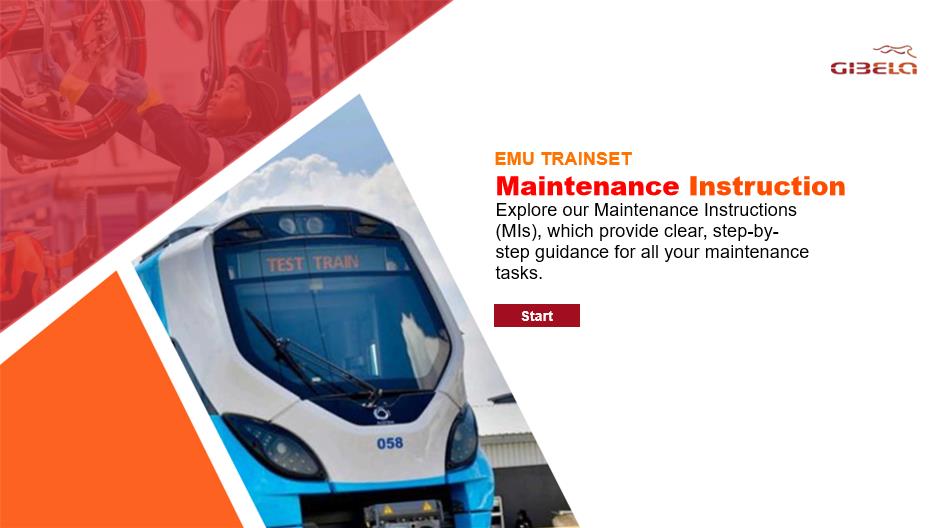 GIBELA
EMU TRAINSET
Maintenance Instruction
Explore our Maintenance Instructions
(MIs), which provide clear, step-by-
step guidance for all your maintenance
tasks.
Start
TEST TRAIN
058